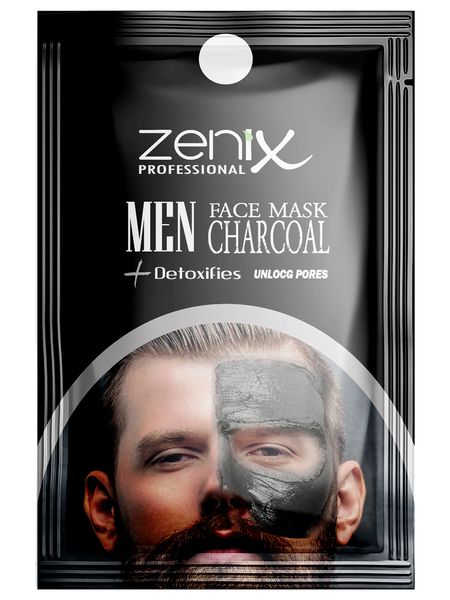 zenix
PROFESSIONAL
MEN FACE MASK
CHARCOAL
+ Detoxifies UNLOCG PORES